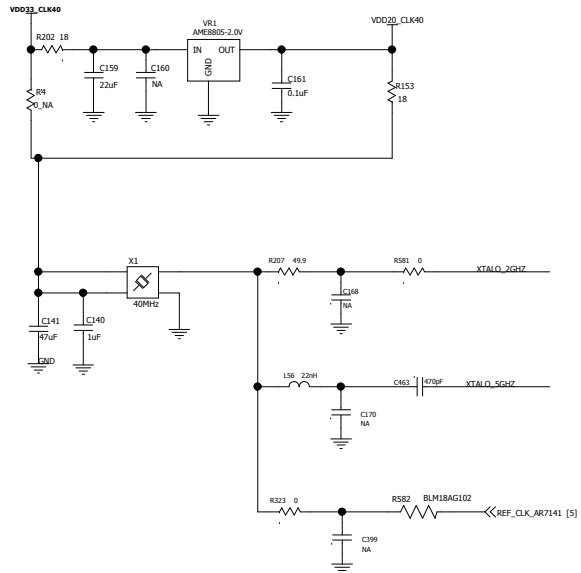 VDD33_CLK40
VDD20_CLK40
VR1
AME8805-2.0V
R202 18
IN OUT
GND
C159
22uF
C160
NA
C161
0.1uF
R4
0_NA
R153
18
X1
40MHz
R207 49.9
R581 0
XTALO_2GHZ
C168
NA
C141
47uF
C140
1uF
GND
L56 22nH
C463 470pF
XTALO_5GHZ
C170
NA
R323 0
R582 BLM18AG102
REF_CLK_AR7141 [5]
C399
NA